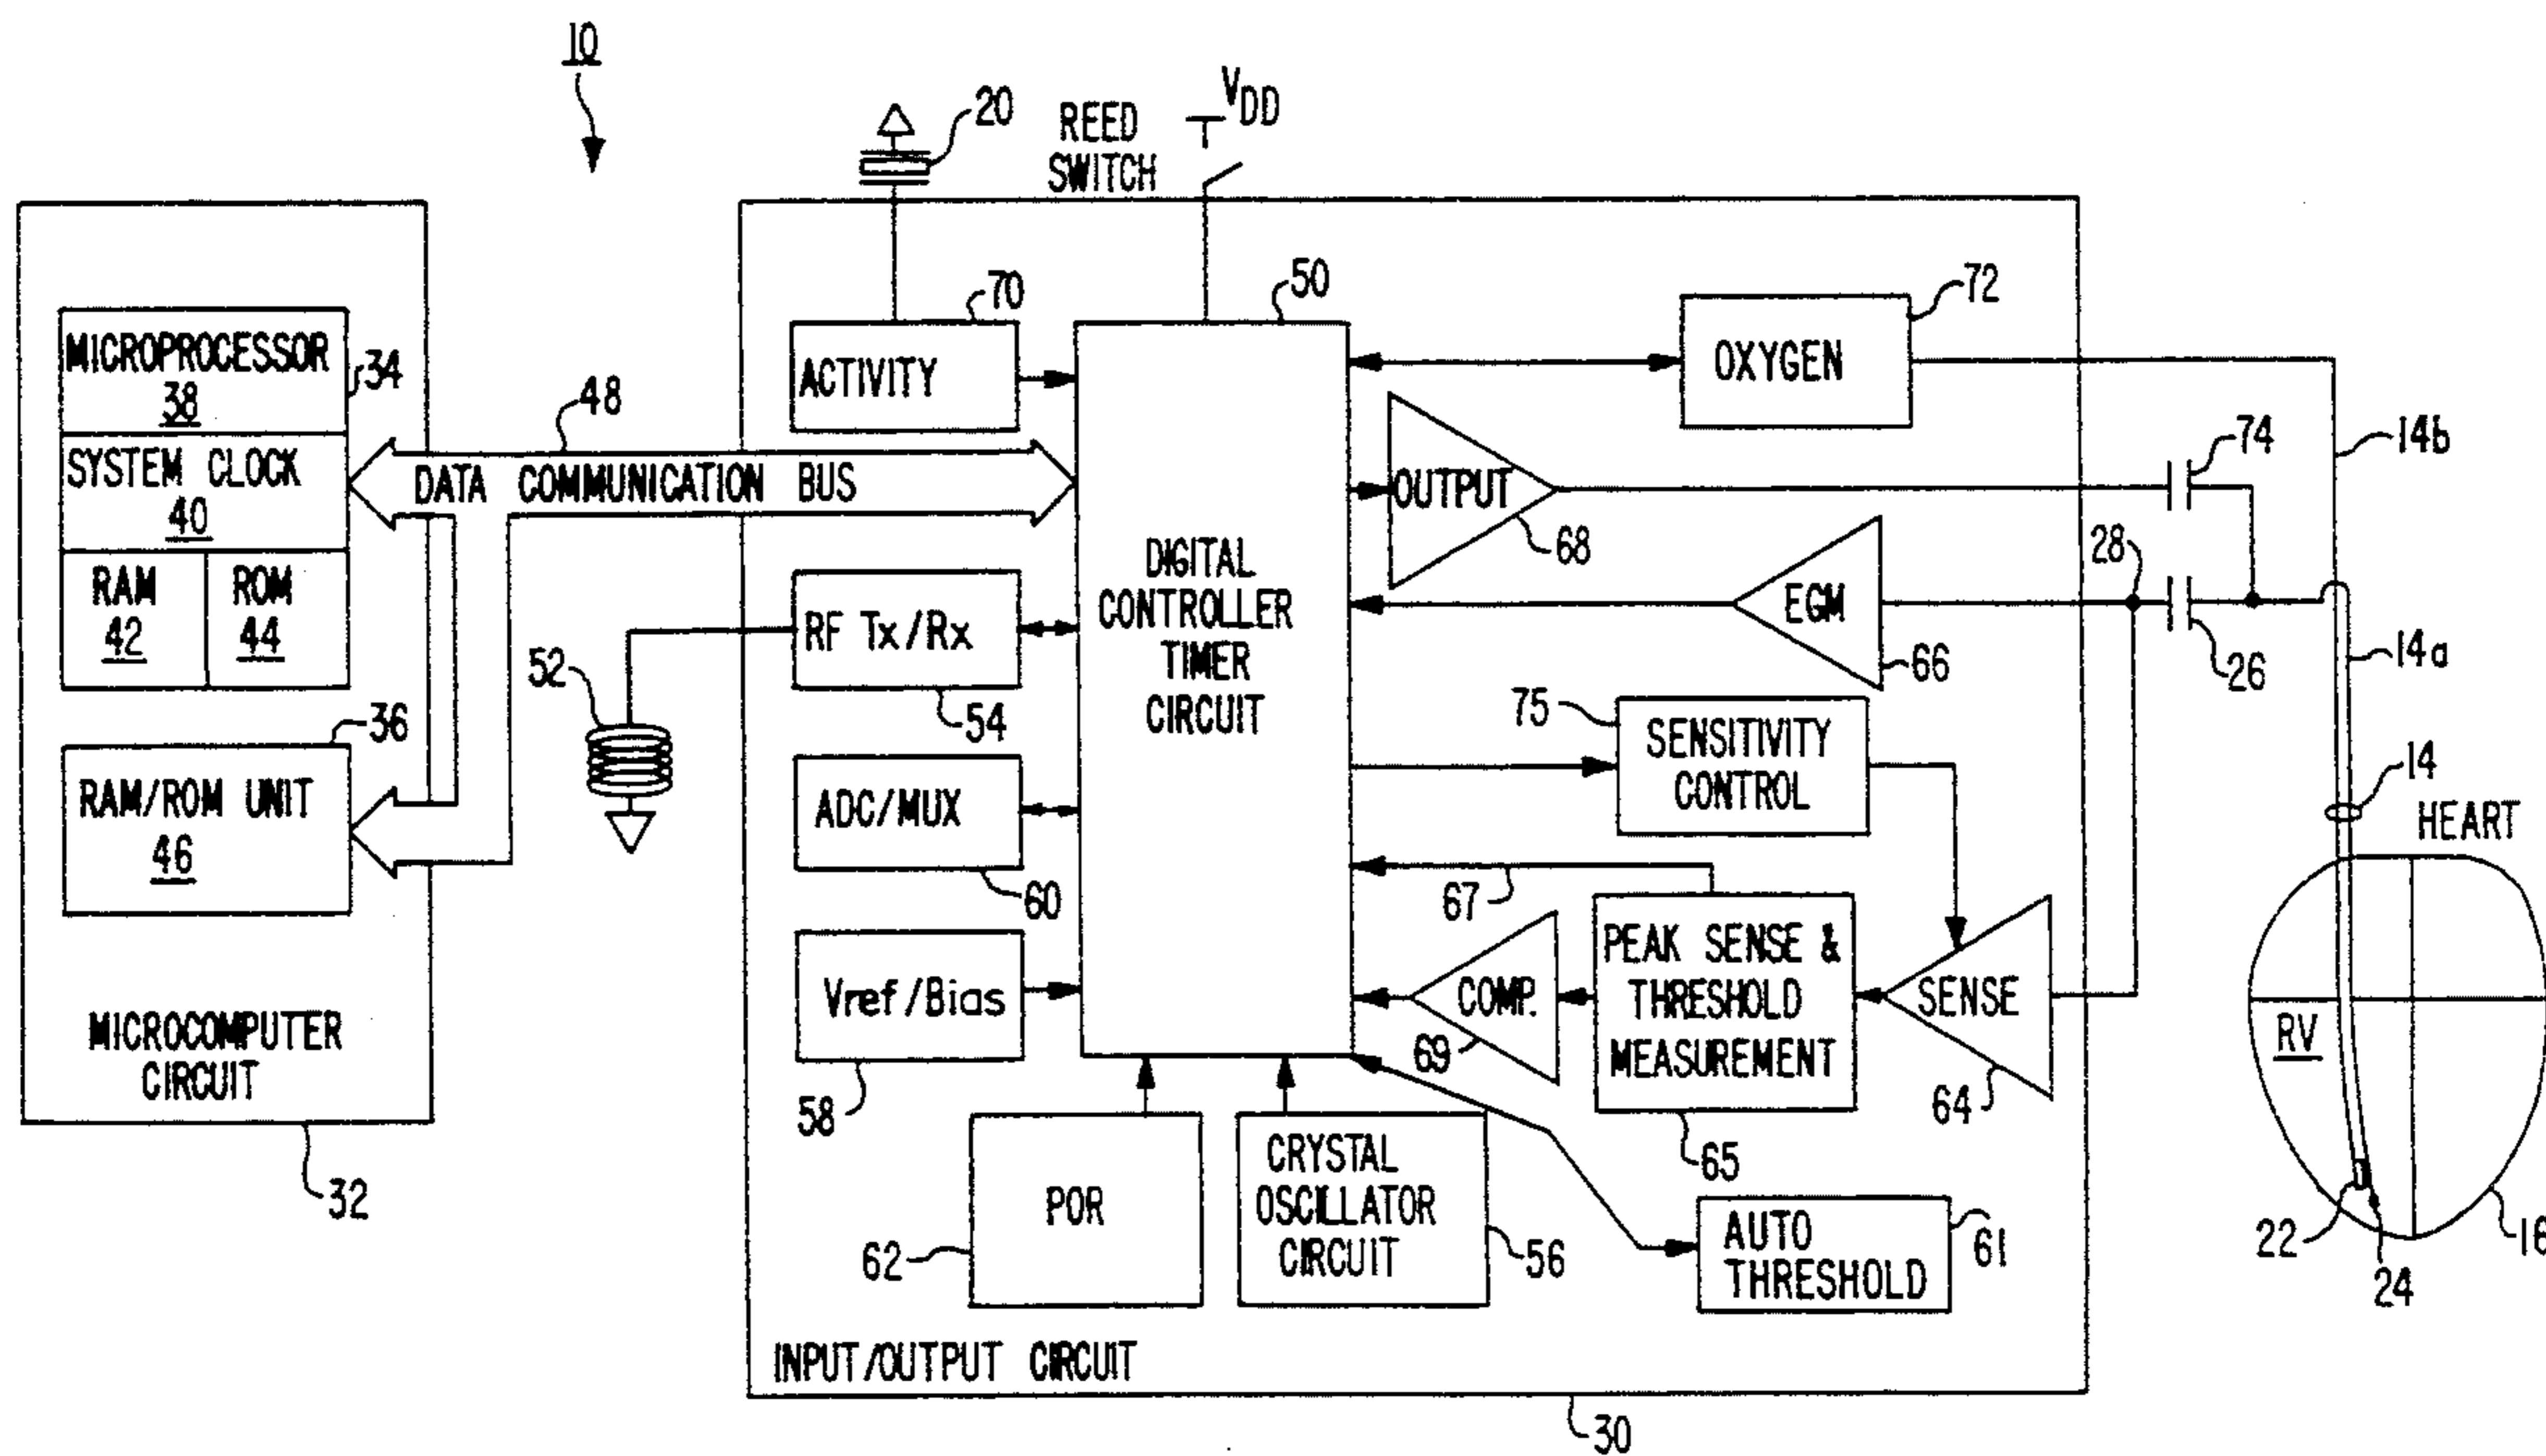 10
20
REED
SWITCH
VDD
MICROPROCESSOR
38
34
SYSTEM CLOCK
40
RAM
42
ROM
44
36
RAM/ROM UNIT
46
MICROCOMPUTER
CIRCUIT
32
48
DATA COMMUNICATION BUS
70
ACTIVITY
RF Tx/Rx
54
52
ADC/MUX
60
Vref/Bias
58
POR
62
CRYSTAL
OSCILLATOR
CIRCUIT
56
50
DIGITAL
CONTROLLER
TIMER
CIRCUIT
72
OXYGEN
OUTPUT
68
EGM
66
75
SENSITIVITY
CONTROL
67
PEAK SENSE &
THRESHOLD
MEASUREMENT
65
COMP.
69
SENSE
64
AUTO
THRESHOLD
61
INPUT/OUTPUT CIRCUIT
30
74
14b
28
26
14a
14
HEART
RV
22
24